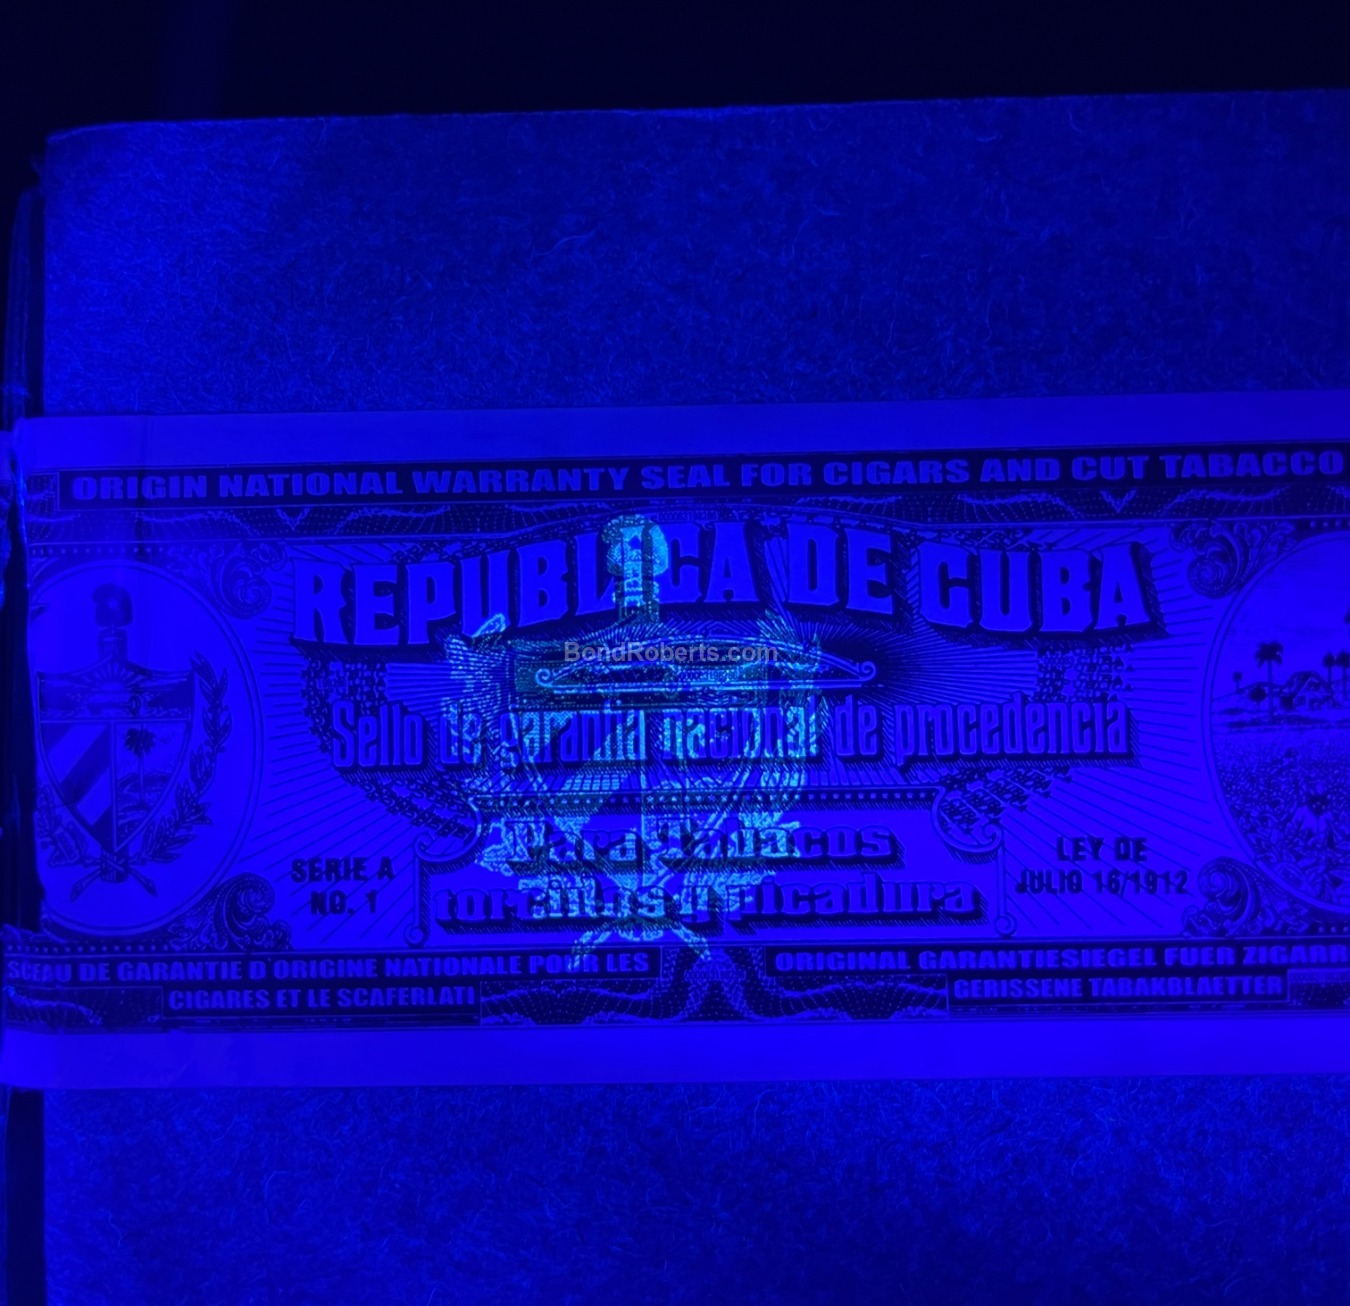 ORIGIN NATIONAL WARRANTY SEAL FOR CIGARS AND CUT TABACCO
REPUBLICA DE CUBA
BondRoberts.com
Sello de garantia nacional de procedencia
Para Tabacos
torcidos y picadura
SERIE A
NO. 1
LEY DE
JULIO 16/1912
SCEAU DE GARANTIE D'ORIGINE NATIONALE POUR LES
CIGARES ET LE SCAFERLATI
ORIGINAL GARANTIESIEGEL FUER ZIGARR
GERISSENE TABAKBLAETTER